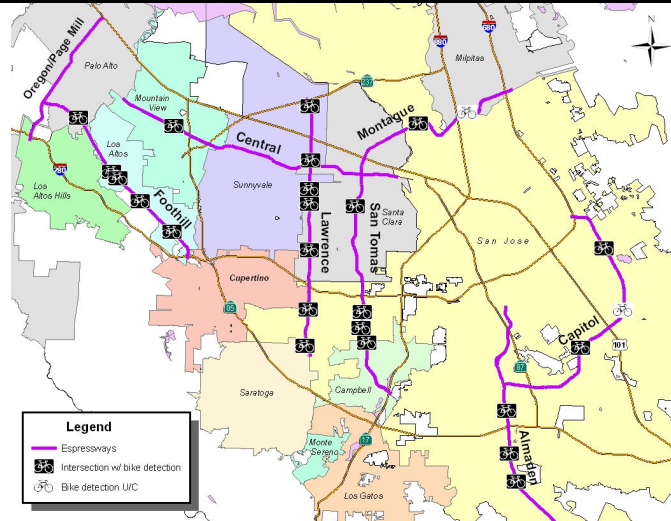 Oregon/Page Mill
Palo Alto
Mountain
View
Los
Altos
Los
Altos Hills
280
Foothill
Central
Sunnyvale
Cupertino
85
Saratoga
Lawrence
237
Montague
Milpitas
680
880
San Tomas
Santa
Clara
San Jose
Capitol
101
87
Almaden
Campbell
17
Monte
Sereno
Los Gatos
N
Legend
Espressways
Intersection w/ bike detection
Bike detection U/C